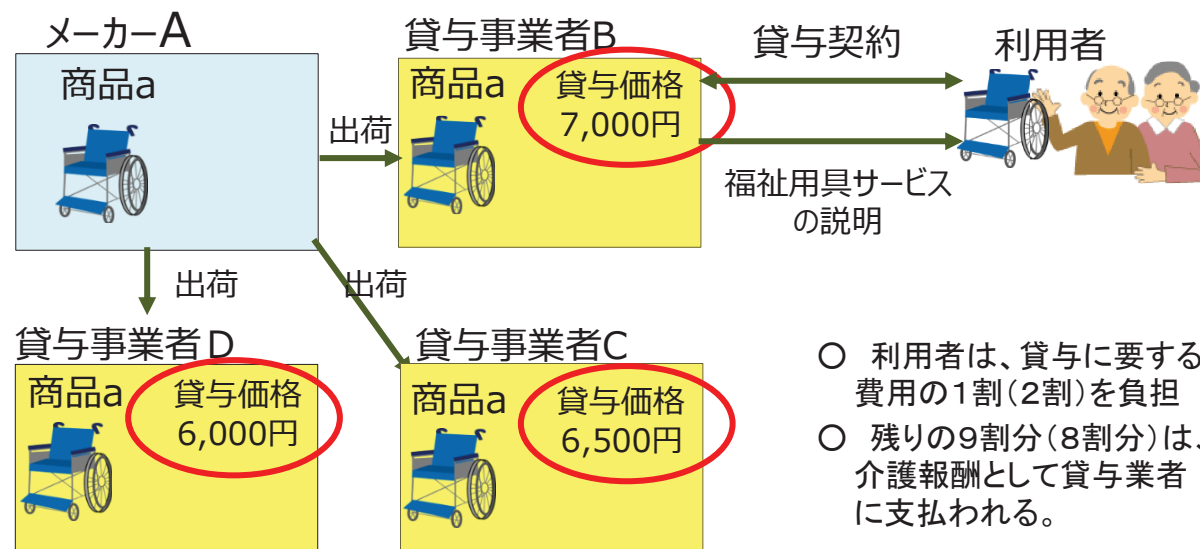 メーカーA
商品a
出荷
貸与事業者B
商品a
貸与価格
7,000円
貸与契約
利用者
福祉用具サービス
の説明
出荷
出荷
貸与事業者D
商品a
貸与価格
6,000円
貸与事業者C
商品a
貸与価格
6,500円
○ 利用者は、貸与に要する
費用の1割(2割)を負担
○ 残りの9割分(8割分)は、
介護報酬として貸与業者
に支払われる。